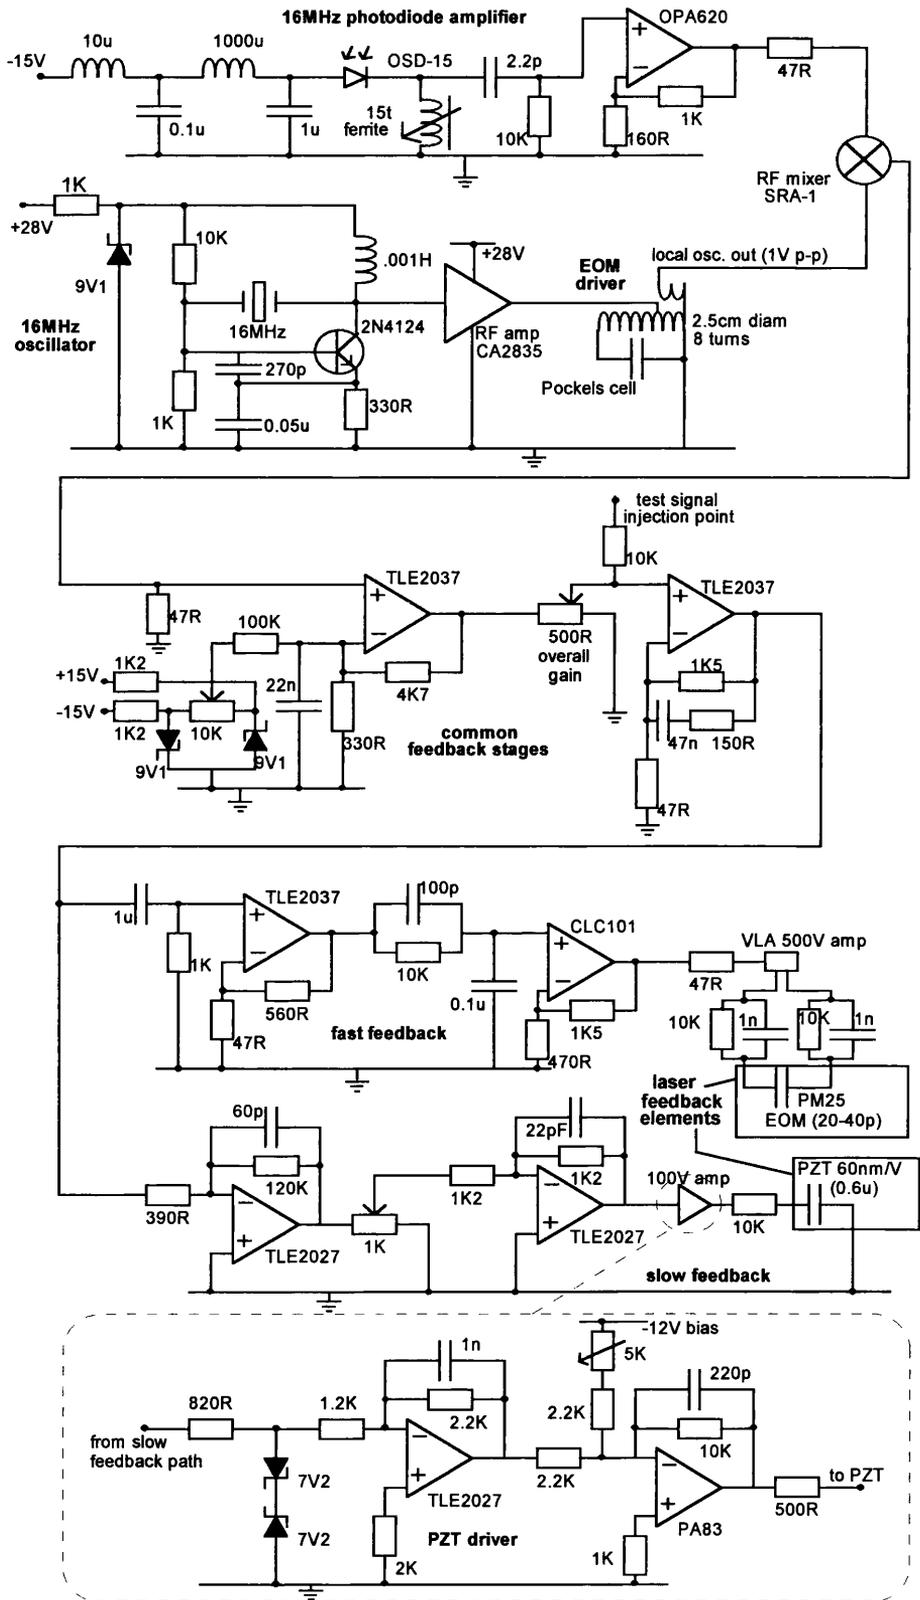 16MHz photodiode amplifier
OPA620
-15V
10u
1000u
OSD-15
2.2p
47R
0.1u
1u
15t
ferrite
10K
1K
160R
RF mixer
SRA-1
1K
+28V
10K
.001H
+28V
EOM
driver
local osc. out (1V p-p)
9V1
16MHz
oscillator
16MHz
2N4124
RF amp
CA2835
2.5cm diam
8 turns
270p
Pockels cell
1K
0.05u
330R
test signal
injection point
10K
TLE2037
TLE2037
47R
100K
500R
overall
gain
+15V
1K2
-15V
1K2
10K
22n
4K7
1K5
330R
common
feedback stages
47n
150R
9V1
9V1
47R
TLE2037
100p
CLC101
VLA 500V amp
1u
1K
10K
560R
0.1u
47R
10K
1n
10K
1n
47R
fast feedback
1K5
470R
laser
feedback
elements
PM25
EOM (20-40p)
60p
22pF
120K
1K2
1K2
100V amp
PZT 60nm/V
(0.6u)
390R
TLE2027
1K
TLE2027
10K
slow feedback
-12V bias
5K
1n
220p
820R
1.2K
2.2K
2.2K
10K
from slow
feedback path
7V2
TLE2027
2.2K
to PZT
500R
7V2
PZT driver
2K
1K
PA83